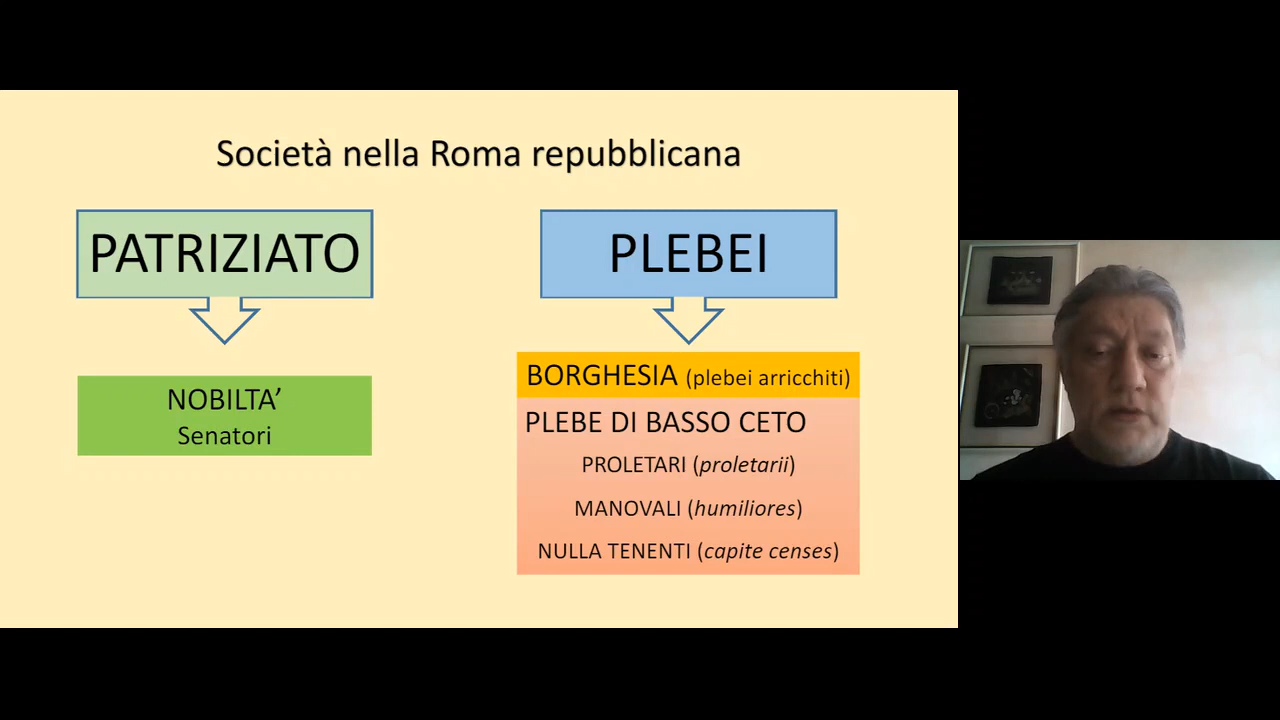 Società nella Roma repubblicana
PATRIZIATO
NOBILTA’
Senatori
PLEBEI
BORGHESIA (plebei arricchiti)
PLEBE DI BASSO CETO
PROLETARI (proletarii)
MANOVALI (humiliores)
NULLA TENENTI (capite censes)